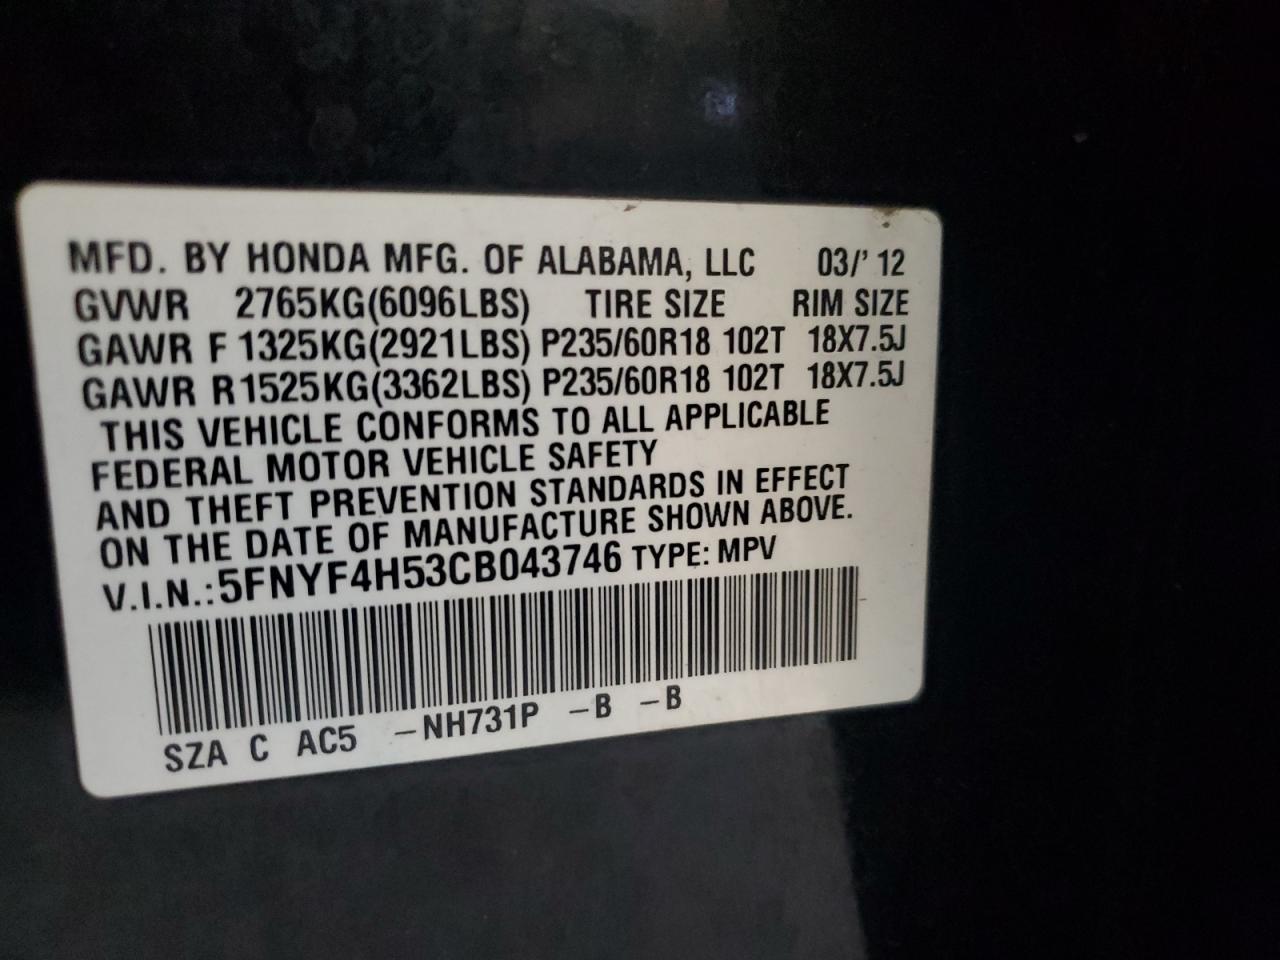 MFD. BY HONDA MFG. OF ALABAMA, LLC 03/' 12
GVWR 2765KG(6096LBS) TIRE SIZE RIM SIZE
GAWR F 1325KG(2921LBS) P235/60R18 102T 18X7.5J
GAWR R1525KG(3362LBS) P235/60R18 102T 18X7.5J
THIS VEHICLE CONFORMS TO ALL APPLICABLE
FEDERAL MOTOR VEHICLE SAFETY
AND THEFT PREVENTION STANDARDS IN EFFECT
ON THE DATE OF MANUFACTURE SHOWN ABOVE.
V.I.N.:5FNYF4H53CB043746 TYPE: MPV
SZA C AC5 -NH731P -B -B